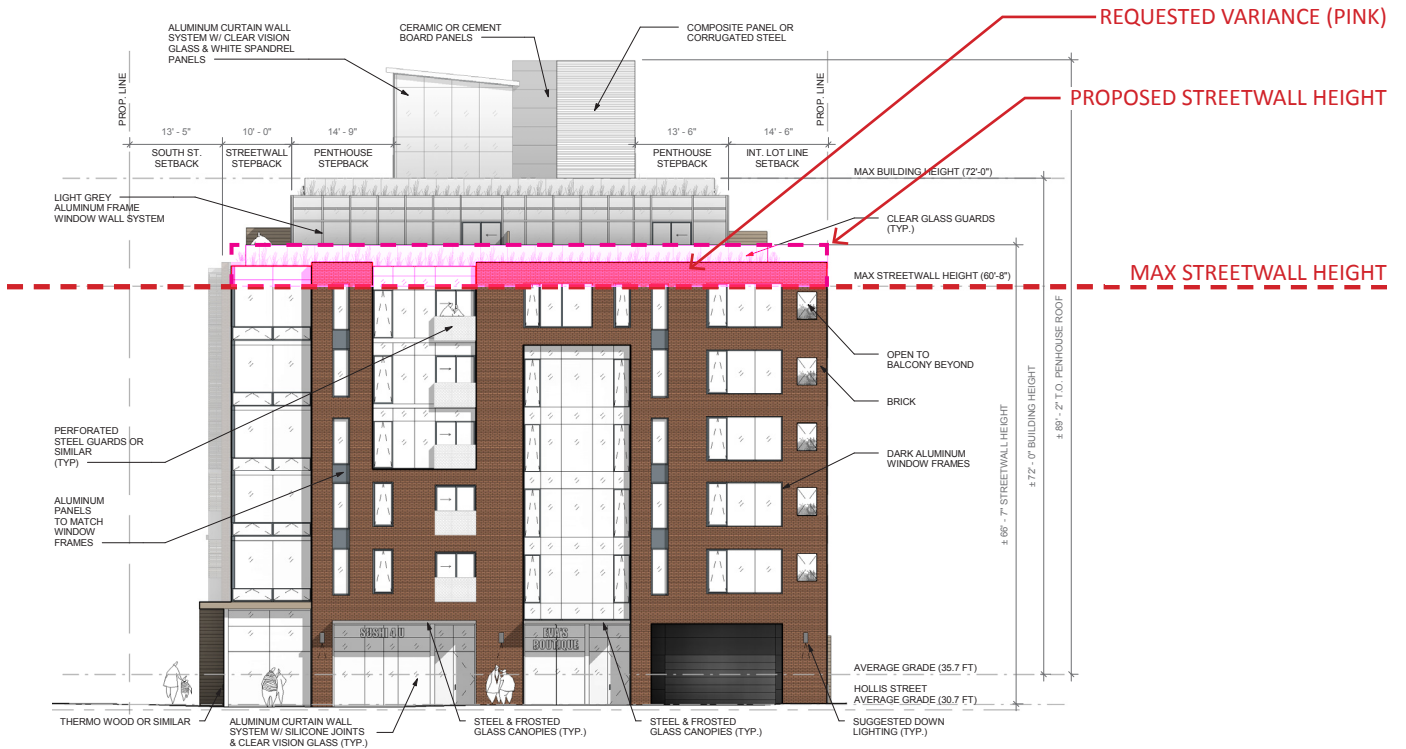 REQUESTED VARIANCE (PINK)
ALUMINUM CURTAIN WALL
SYSTEM W/ CLEAR VISION
GLASS & WHITE SPANDREL
PANELS
CERAMIC OR CEMENT
BOARD PANELS
COMPOSITE PANEL OR
CORRUGATED STEEL
PROP. LINE
PROP. LINE
PROPOSED STREETWALL HEIGHT
13' - 5"
10' - 0"
14' - 9"
13' - 6"
14' - 6"
SOUTH ST.
SETBACK
STREETWALL
STEPBACK
PENTHOUSE
STEPBACK
PENTHOUSE
STEPBACK
INT. LOT LINE
SETBACK
MAX BUILDING HEIGHT (72'-0")
LIGHT GREY
ALUMINUM FRAME
WINDOW WALL SYSTEM
CLEAR GLASS GUARDS
(TYP.)
MAX STREETWALL HEIGHT (60'-8")
MAX STREETWALL HEIGHT
OPEN TO
BALCONY BEYOND
BRICK
PERFORATED
STEEL GUARDS OR
SIMILAR
(TYP)
DARK ALUMINUM
WINDOW FRAMES
ALUMINUM
PANELS
TO MATCH
WINDOW
FRAMES
± 66' - 7" STREETWALL HEIGHT
± 72' - 0" BUILDING HEIGHT
± 89' - 2" T.O. PENHOUSE ROOF
SUSHI 4 U
EVA'S
BOUTIQUE
AVERAGE GRADE (35.7 FT)
HOLLIS STREET
AVERAGE GRADE (30.7 FT)
THERMO WOOD OR SIMILAR
ALUMINUM CURTAIN WALL
SYSTEM W/ SILICONE JOINTS
& CLEAR VISION GLASS (TYP.)
STEEL & FROSTED
GLASS CANOPIES (TYP.)
STEEL & FROSTED
GLASS CANOPIES (TYP.)
SUGGESTED DOWN
LIGHTING (TYP.)